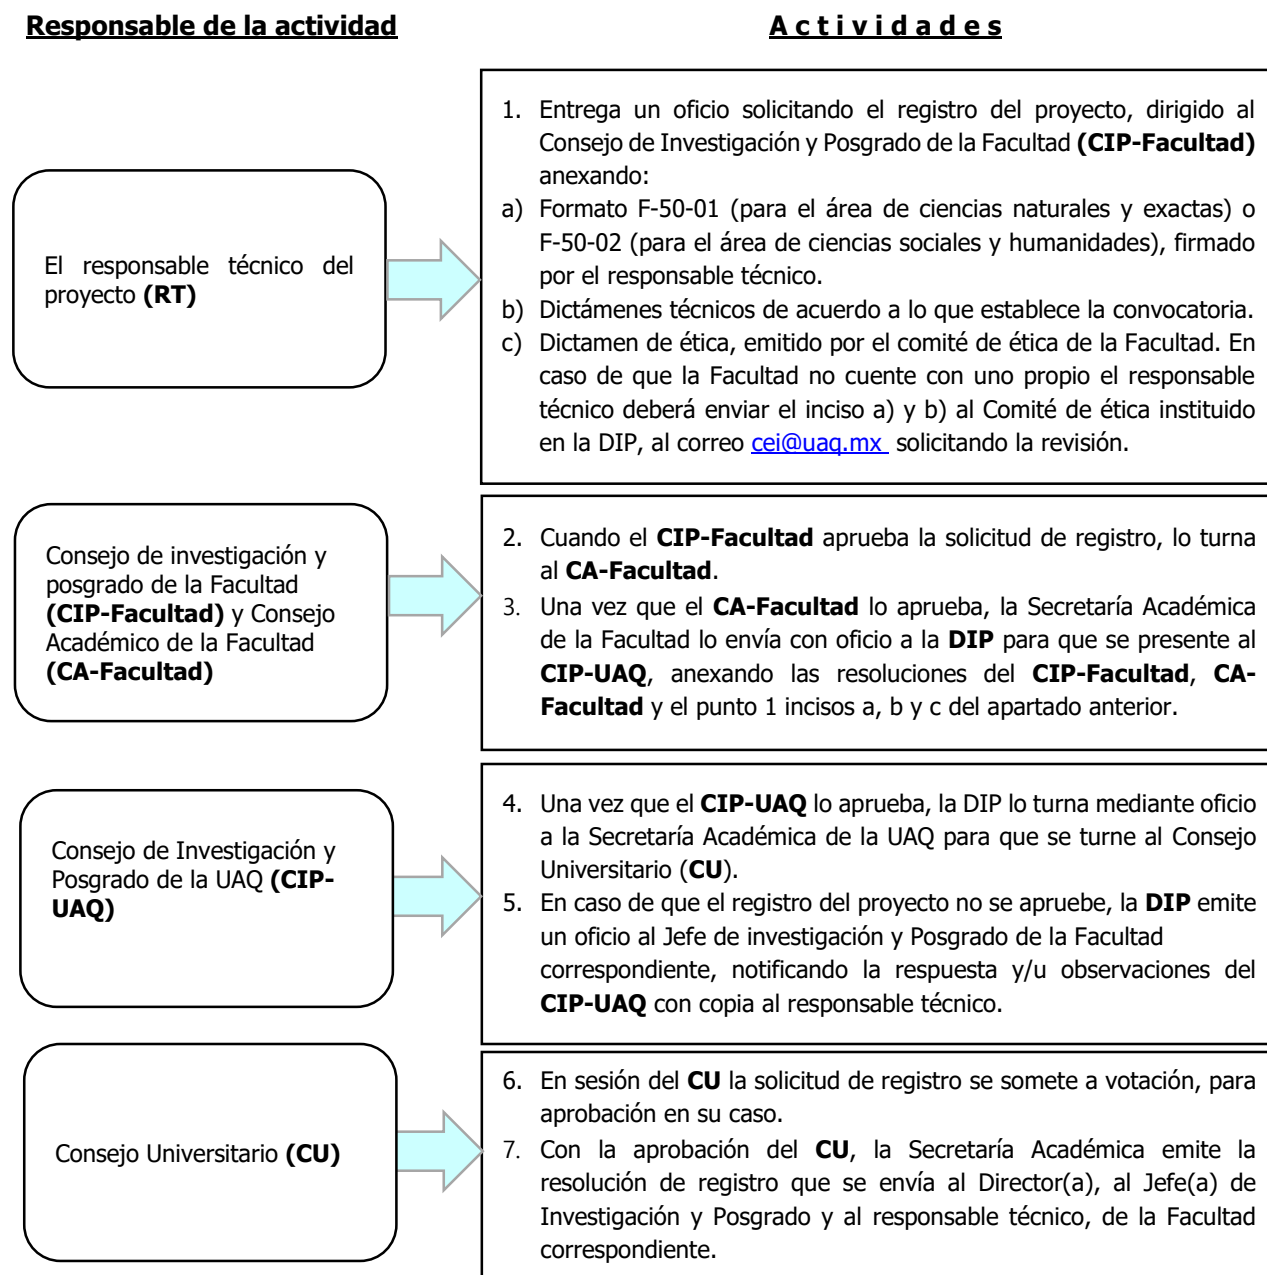 Responsable de la actividad
A c t i v i d a d e s
El responsable técnico del
proyecto (RT)
1. Entrega un oficio solicitando el registro del proyecto, dirigido al
Consejo de Investigación y Posgrado de la Facultad (CIP-Facultad)
anexando:
a) Formato F-50-01 (para el área de ciencias naturales y exactas) o
F-50-02 (para el área de ciencias sociales y humanidades), firmado
por el responsable técnico.
b) Dictámenes técnicos de acuerdo a lo que establece la convocatoria.
c) Dictamen de ética, emitido por el comité de ética de la Facultad. En
caso de que la Facultad no cuente con uno propio el responsable
técnico deberá enviar el inciso a) y b) al Comité de ética instituido
en la DIP, al correo cei@uaq.mx solicitando la revisión.
Consejo de investigación y
posgrado de la Facultad
(CIP-Facultad) y Consejo
Académico de la Facultad
(CA-Facultad)
2. Cuando el CIP-Facultad aprueba la solicitud de registro, lo turna
al CA-Facultad.
3. Una vez que el CA-Facultad lo aprueba, la Secretaría Académica
de la Facultad lo envía con oficio a la DIP para que se presente al
CIP-UAQ, anexando las resoluciones del CIP-Facultad, CA-
Facultad y el punto 1 incisos a, b y c del apartado anterior.
Consejo de Investigación y
Posgrado de la UAQ (CIP-
UAQ)
4. Una vez que el CIP-UAQ lo aprueba, la DIP lo turna mediante oficio
a la Secretaría Académica de la UAQ para que se turne al Consejo
Universitario (CU).
5. En caso de que el registro del proyecto no se apruebe, la DIP emite
un oficio al Jefe de investigación y Posgrado de la Facultad
correspondiente, notificando la respuesta y/u observaciones del
CIP-UAQ con copia al responsable técnico.
Consejo Universitario (CU)
6. En sesión del CU la solicitud de registro se somete a votación, para
aprobación en su caso.
7. Con la aprobación del CU, la Secretaría Académica emite la
resolución de registro que se envía al Director(a), al Jefe(a) de
Investigación y Posgrado y al responsable técnico, de la Facultad
correspondiente.